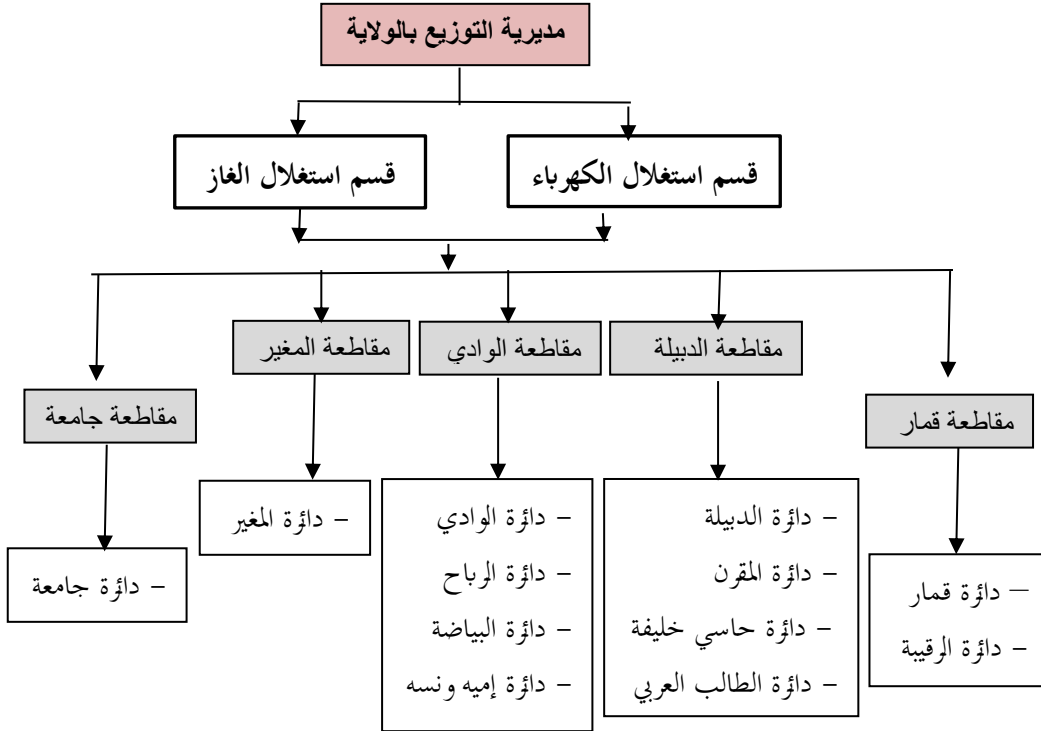 مديرية التوزيع بالولاية
قسم استغلال الكهرباء
قسم استغلال الغاز
مقاطعة قمار
مقاطعة الدبيلة
مقاطعة الوادي
مقاطعة المغير
مقاطعة جامعة
— دائرة قمار
– دائرة الرقيبة
– دائرة الدبيلة
– دائرة المقرن
– دائرة حاسي خليفة
– دائرة الطالب العربي
– دائرة الوادي
– دائرة الرباح
– دائرة البياضة
– دائرة إميه ونسه
– دائرة المغير
– دائرة جامعة